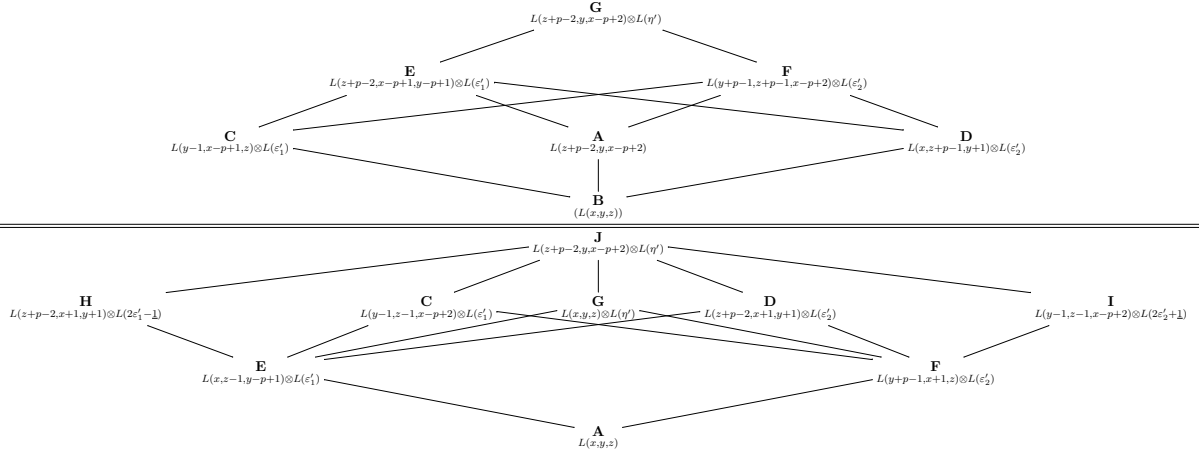 G
L(z+p−2,y,x−p+2)⊗L(η′)
E F
L(z+p−2,x−p+1,y−p+1)⊗L(ε′₁) L(y+p−1,z+p−1,x−p+2)⊗L(ε′₂)
C A D
L(y−1,x−p+1,z)⊗L(ε′₁) L(z+p−2,y,x−p+2) L(x,z+p−1,y+1)⊗L(ε′₂)
B
(L(x,y,z))
J
L(z+p−2,y,x−p+2)⊗L(η′)
H C G D I
L(z+p−2,x+1,y+1)⊗L(2ε′₁−1̲) L(y−1,z−1,x−p+2)⊗L(ε′₁) L(x,y,z)⊗L(η′) L(z+p−2,x+1,y+1)⊗L(ε′₂) L(y−1,z−1,x−p+2)⊗L(2ε′₂+1̲)
E F
L(x,z−1,y−p+1)⊗L(ε′₁) L(y+p−1,x+1,z)⊗L(ε′₂)
A
L(x,y,z)